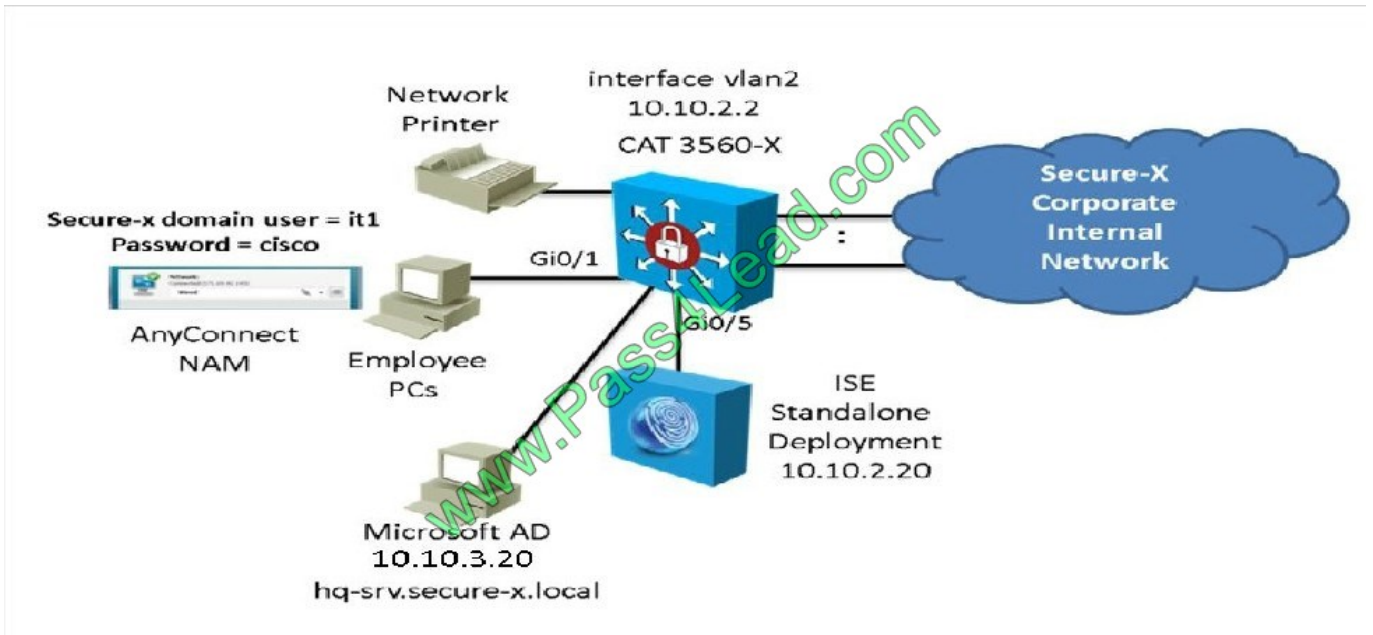 interface vlan2
10.10.2.2
CAT 3560-X
Network
Printer
Secure-X
Corporate
Internal
Network
Secure-x domain user = it1
Password = cisco
Gi0/1
:
AnyConnect
NAM
Employee
PCs
Gi0/5
ISE
Standalone
Deployment
10.10.2.20
Microsoft AD
10.10.3.20
hq-srv.secure-x.local
www.Pass4Lead.com